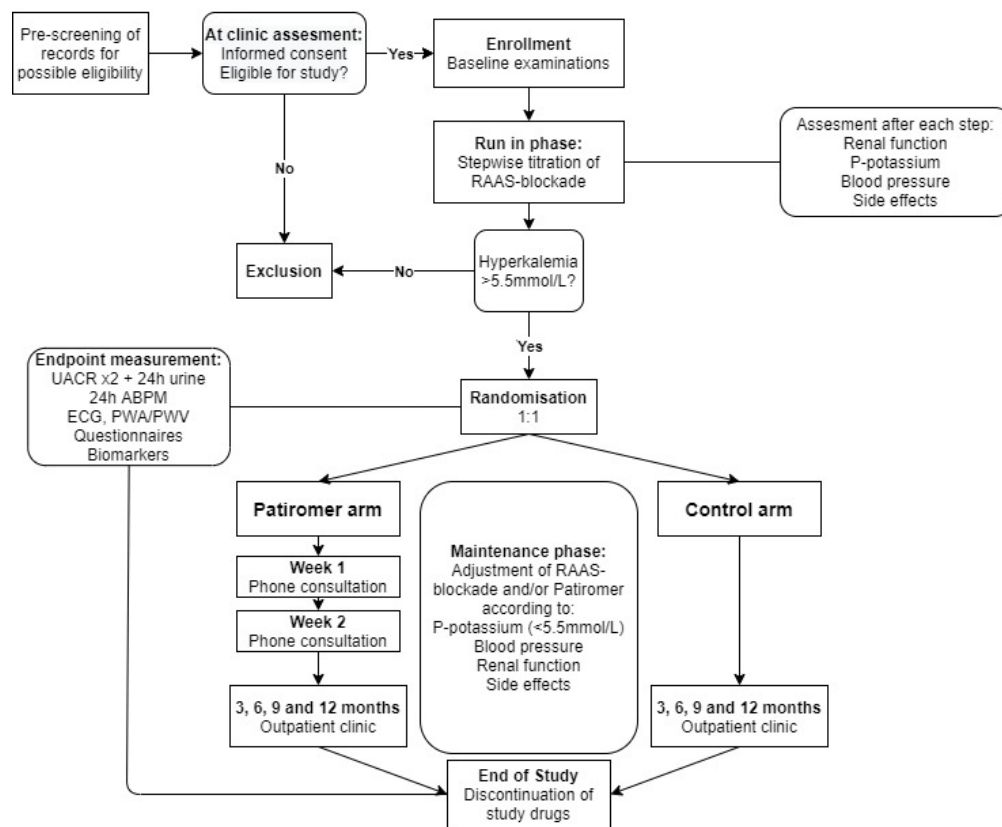 Pre-screening of
records for
possible eligibility
At clinic assesment:
Informed consent
Eligible for study?
Yes
Enrollment
Baseline examinations
No
Run in phase:
Stepwise titration of
RAAS-blockade
Assesment after each step:
Renal function
P-potassium
Blood pressure
Side effects
Exclusion
No
Hyperkalemia
>5.5mmol/L?
Yes
Endpoint measurement:
UACR x2 + 24h urine
24h ABPM
ECG, PWA/PWV
Questionnaires
Biomarkers
Randomisation
1:1
Patiromer arm
Week 1
Phone consultation
Week 2
Phone consultation
3, 6, 9 and 12 months
Outpatient clinic
Maintenance phase:
Adjustment of RAAS-
blockade and/or Patiromer
according to:
P-potassium (<5.5mmol/L)
Blood pressure
Renal function
Side effects
Control arm
3, 6, 9 and 12 months
Outpatient clinic
End of Study
Discontinuation of
study drugs